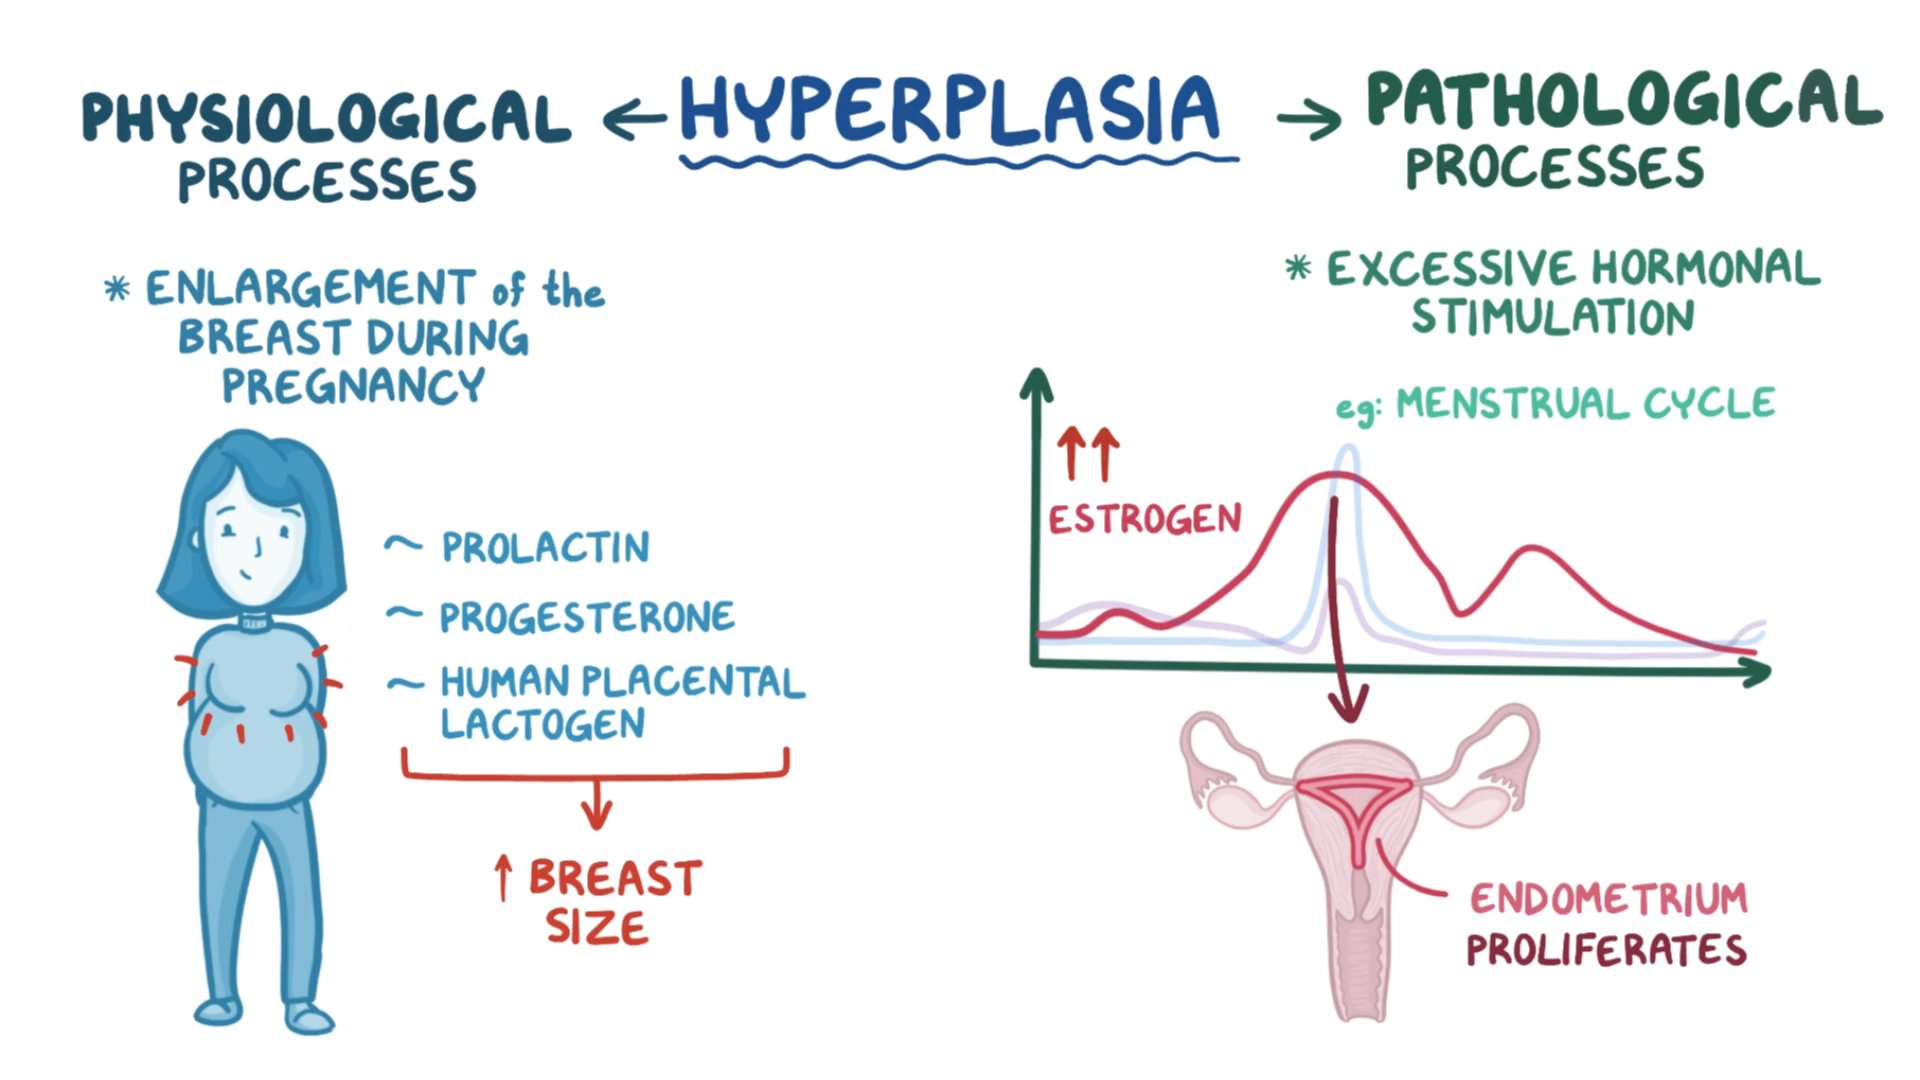 HYPERPLASIA
PHYSIOLOGICAL
PROCESSES
* ENLARGEMENT of the
BREAST DURING
PREGNANCY
~ PROLACTIN
~ PROGESTERONE
~ HUMAN PLACENTAL
LACTOGEN
↑ BREAST
SIZE
PATHOLOGICAL
PROCESSES
* EXCESSIVE HORMONAL
STIMULATION
eg: MENSTRUAL CYCLE
↑↑
ESTROGEN
ENDOMETRIUM
PROLIFERATES